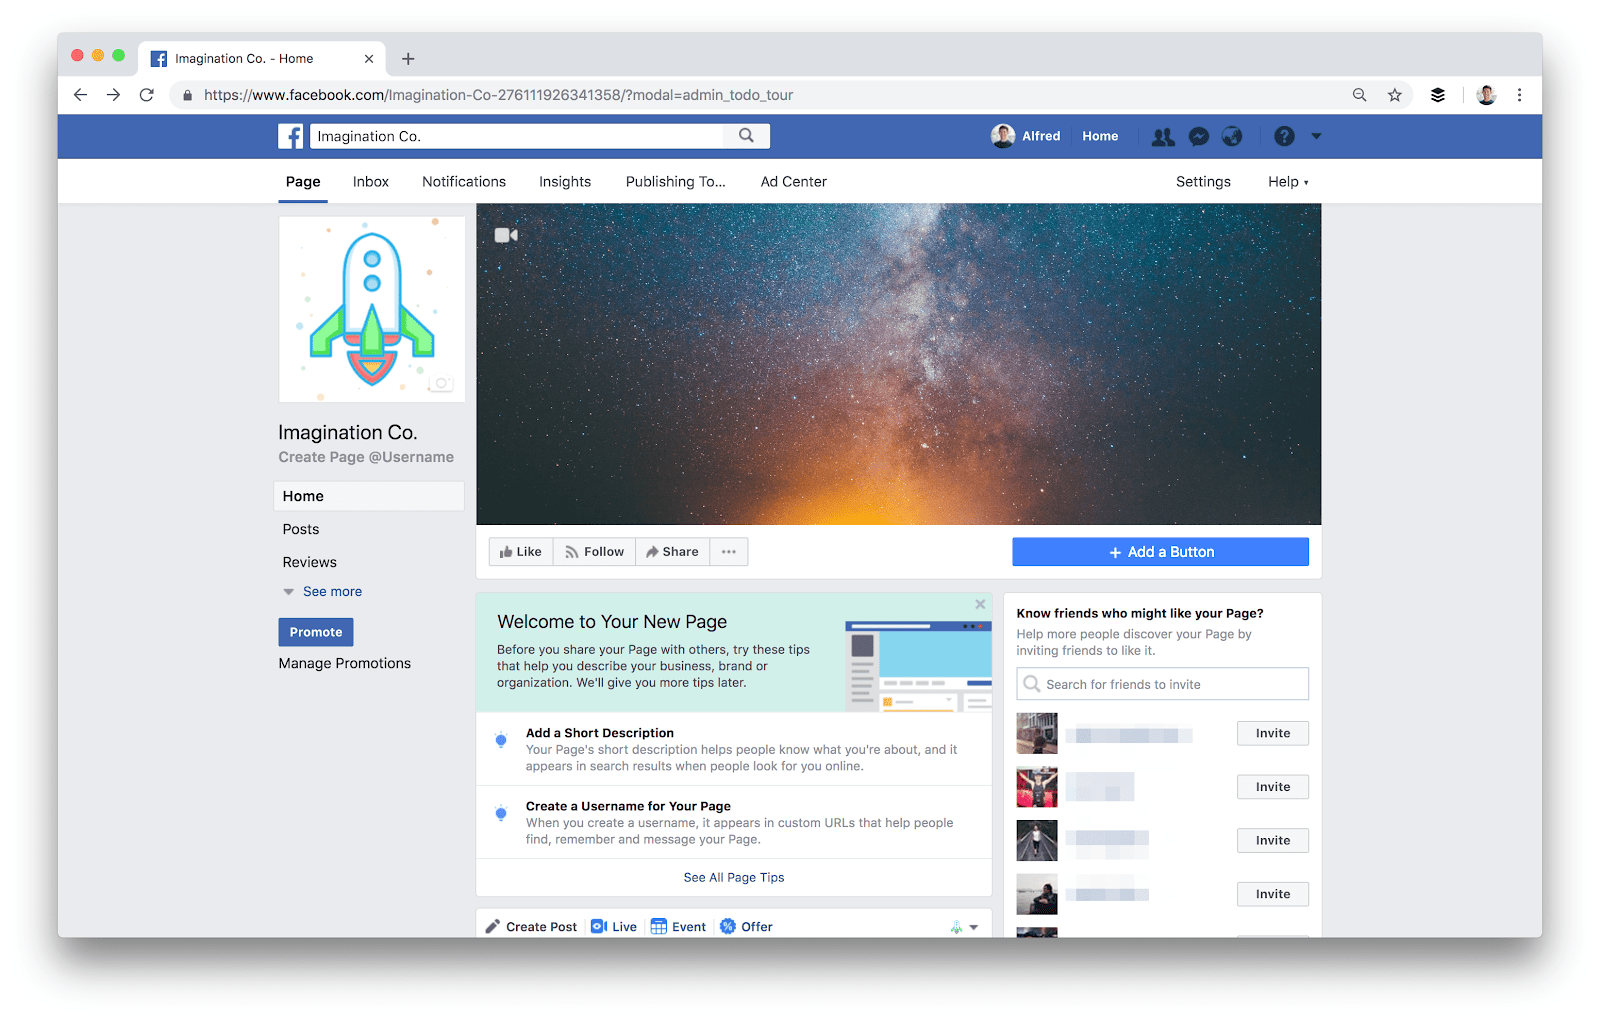 Imagination Co. - Home
https://www.facebook.com/Imagination-Co-276111926341358/?modal=admin_todo_tour
Imagination Co.
Alfred
Home
Page
Inbox
Notifications
Insights
Publishing To...
Ad Center
Settings
Help
Imagination Co.
Create Page @Username
Home
Posts
Reviews
See more
Promote
Manage Promotions
Like
Follow
Share
+ Add a Button
Welcome to Your New Page
Before you share your Page with others, try these tips
that help you describe your business, brand or
organization. We'll give you more tips later.
Add a Short Description
Your Page's short description helps people know what you're about, and it
appears in search results when people look for you online.
Create a Username for Your Page
When you create a username, it appears in custom URLs that help people
find, remember and message your Page.
See All Page Tips
Create Post
Live
Event
Offer
Know friends who might like your Page?
Help more people discover your Page by
inviting friends to like it.
Search for friends to invite
Invite
Invite
Invite
Invite